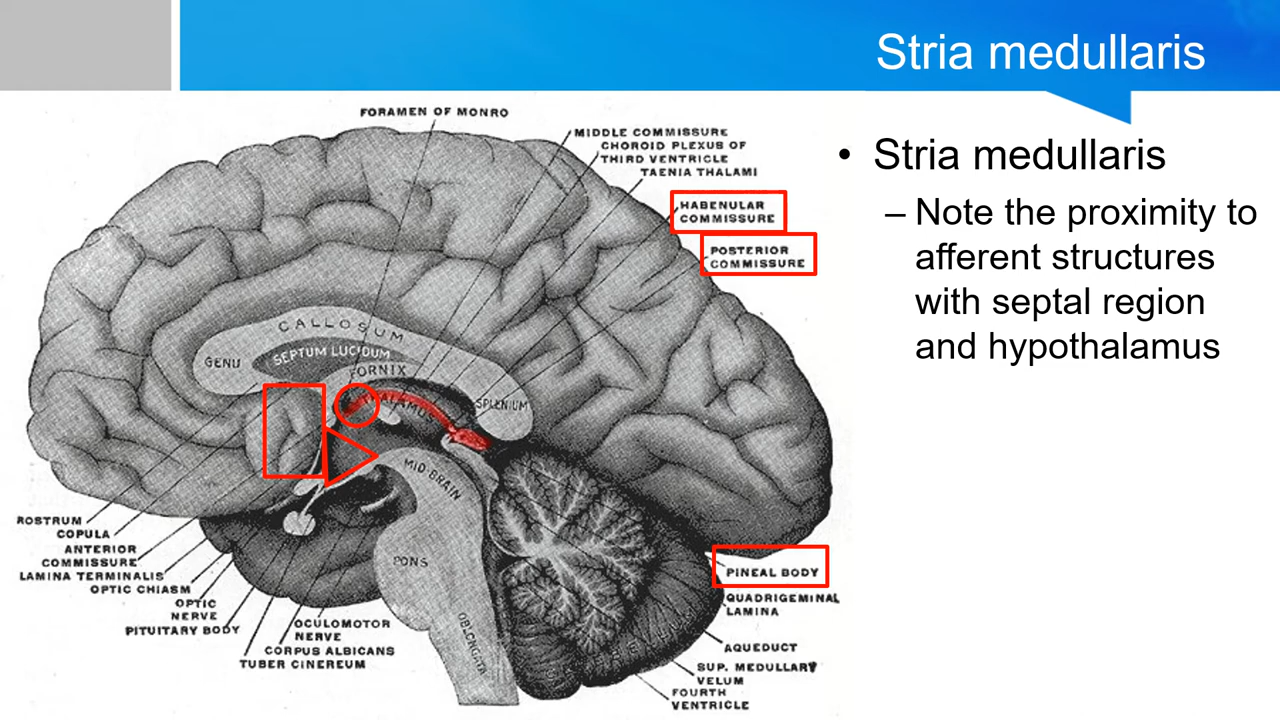 Stria medullaris
FORAMEN OF MONRO
MIDDLE COMMISSURE
CHOROID PLEXUS OF
THIRD VENTRICLE
TAENIA THALAMI
HABENULAR
COMMISSURE
POSTERIOR
COMMISSURE
• Stria medullaris
– Note the proximity to
afferent structures
with septal region
and hypothalamus
CALLOSUM
GENU
SEPTUM LUCIDUM
FORNIX
THALAMUS
SPLENIUM
MID-BRAIN
PONS
OBLONGATA
ROSTRUM
COPULA
ANTERIOR
COMMISSURE
LAMINA TERMINALIS
OPTIC CHIASM
OPTIC
NERVE
PITUITARY BODY
OCULOMOTOR
NERVE
CORPUS ALBICANS
TUBER CINEREUM
PINEAL BODY
QUADRIGEMINAL
LAMINA
AQUEDUCT
SUP. MEDULLARY
VELUM
FOURTH
VENTRICLE